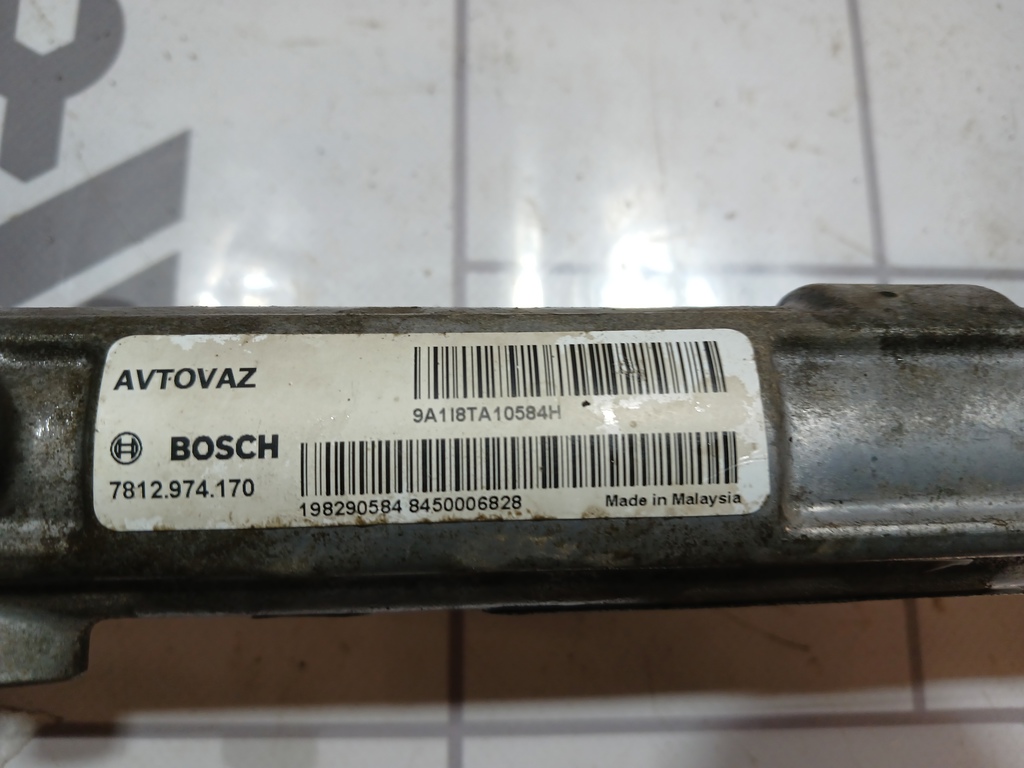 AVTOVAZ
9A1I8TA10584H
BOSCH
7812.974.170
198290584 8450006828
Made in Malaysia